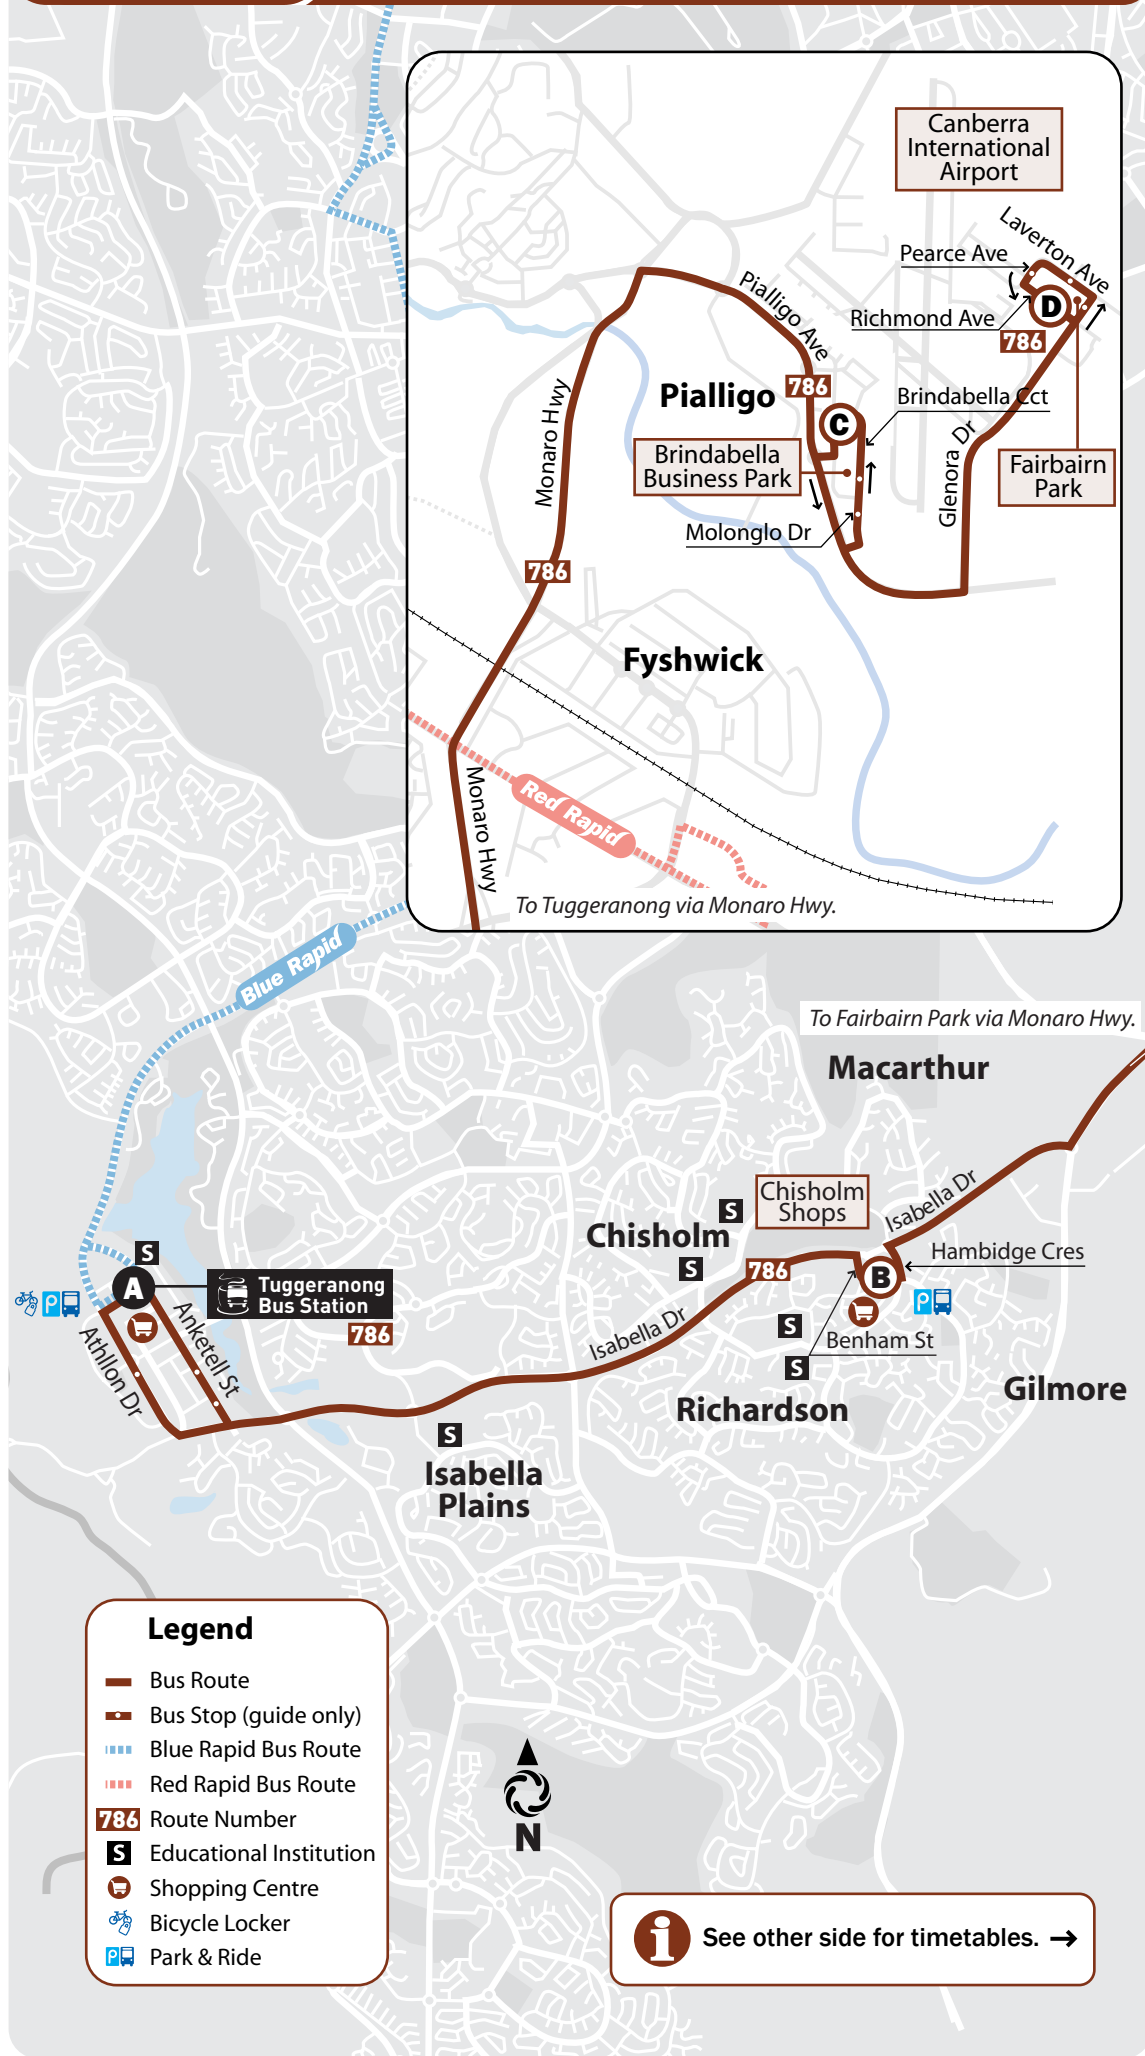 Canberra
International
Airport
Laverton Ave
Pearce Ave
Pialligo Ave
D
Richmond Ave
786
Pialligo
786
Brindabella Cct
Monaro Hwy
C
Brindabella
Business Park
Glenora Dr
Fairbairn
Park
Molonglo Dr
786
Fyshwick
Monaro Hwy
Red Rapid
To Tuggeranong via Monaro Hwy.
Blue Rapid
To Fairbairn Park via Monaro Hwy.
Macarthur
Chisholm
Shops
S
Isabella Dr
Chisholm
S
Hambidge Cres
S
786
B
A
Tuggeranong
Bus Station
P
P
786
Anketell St
Athllon Dr
Isabella Dr
S
Benham St
S
Gilmore
Richardson
S
Isabella
Plains
Legend
Bus Route
Bus Stop (guide only)
Blue Rapid Bus Route
Red Rapid Bus Route
786 Route Number
S Educational Institution
Shopping Centre
Bicycle Locker
P Park & Ride
N
i See other side for timetables. →